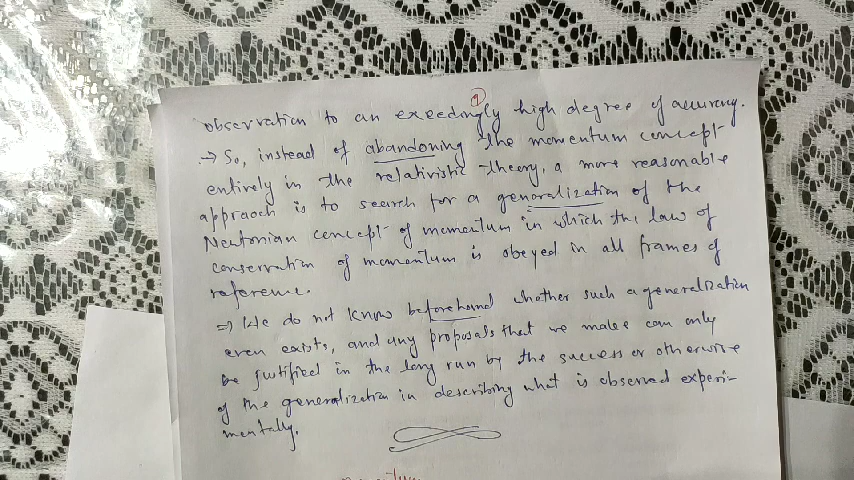 9
observation to an exceedingly high degree of accuracy.
→ So, instead of abandoning the momentum concept
entirely in the relativistic theory, a more reasonable
appraoch is to search for a generalization of the
Newtonian concept of momentum in which the law of
conservation of momentum is obeyed in all frames of
reference.
⇒ We do not know beforehand whether such a generalization
even exists, and any proposals that we make can only
be justified in the long run by the success or otherwise
of the generalization in describing what is observed experi-
mentally.